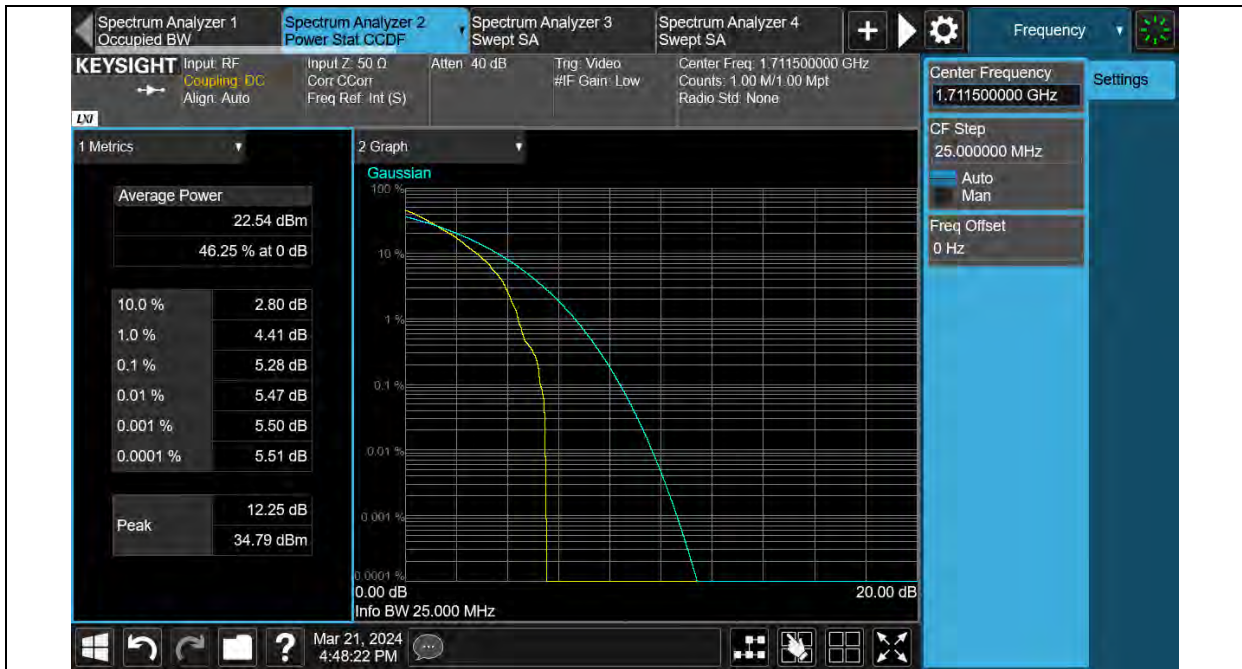 Spectrum Analyzer 1
Occupied BW
Spectrum Analyzer 2
Power Stat CCDF
Spectrum Analyzer 3
Swept SA
Spectrum Analyzer 4
Swept SA
Frequency
KEYSIGHT
LXI
Input: RF
Coupling: DC
Align: Auto
Input Z: 50 Ω
Corr CCorr
Freq Ref: Int (S)
Atten: 40 dB
Trig: Video
#IF Gain: Low
Center Freq: 1.711500000 GHz
Counts: 1.00 M/1.00 Mpt
Radio Std: None
Center Frequency
1.711500000 GHz
Settings
CF Step
25.000000 MHz
Auto
Man
Freq Offset
0 Hz
1 Metrics
Average Power
22.54 dBm
46.25 % at 0 dB
10.0 % 2.80 dB
1.0 % 4.41 dB
0.1 % 5.28 dB
0.01 % 5.47 dB
0.001 % 5.50 dB
0.0001 % 5.51 dB
Peak
12.25 dB
34.79 dBm
2 Graph
Gaussian
100 %
10 %
1 %
0.1 %
0.01 %
0.001 %
0.0001 %
0.00 dB
20.00 dB
Info BW 25.000 MHz
Mar 21, 2024
4:48:22 PM